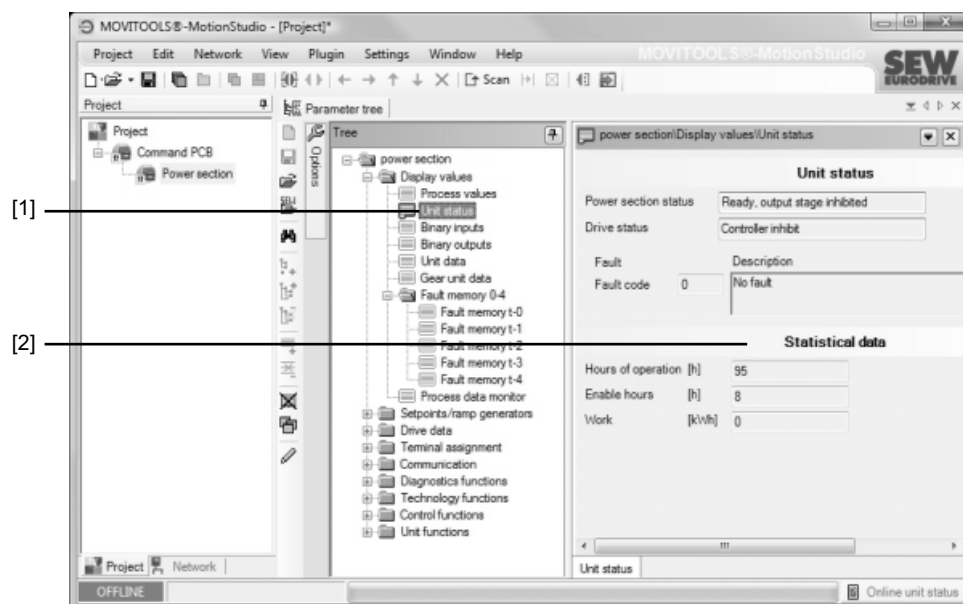 MOVITOOLS®-MotionStudio - [Project]*
Project Edit Network View Plugin Settings Window Help
MOVITOOLS®-MotionStudio
SEW
EURODRIVE
Scan
Project
Parameter tree
Project
Command PCB
Power section
Options
Tree
power section
Display values
Process values
Unit status
Binary inputs
Binary outputs
Unit data
Gear unit data
Fault memory 0-4
Fault memory t-0
Fault memory t-1
Fault memory t-2
Fault memory t-3
Fault memory t-4
Process data monitor
Setpoints/ramp generators
Drive data
Terminal assignment
Communication
Diagnostics functions
Technology functions
Control functions
Unit functions
power section\Display values\Unit status
Unit status
Power section status Ready, output stage inhibited
Drive status Controller inhibit
Fault Description
Fault code 0 No fault
Statistical data
Hours of operation [h] 95
Enable hours [h] 8
Work [kWh] 0
[1]
[2]
Project Network
Unit status
OFFLINE
Online unit status